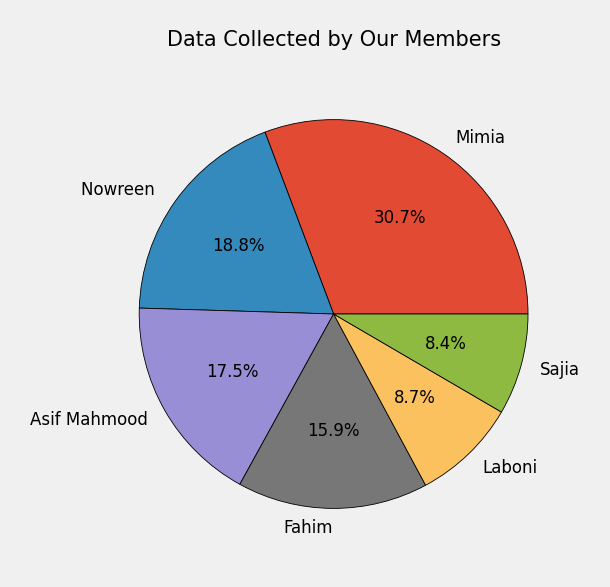 Data Collected by Our Members
Mimia
30.7%
Nowreen
18.8%
Asif Mahmood
17.5%
Fahim
15.9%
Laboni
8.7%
Sajia
8.4%